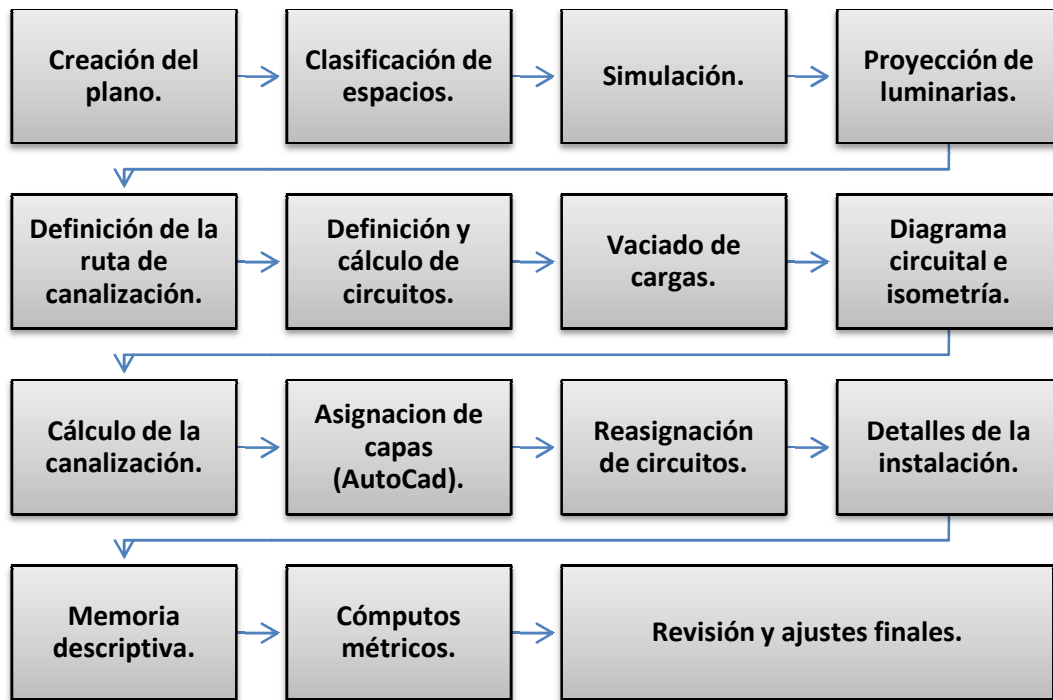 Creación del
plano.
Clasificación de
espacios.
Simulación.
Proyección de
luminarias.
Definición de la
ruta de
canalización.
Definición y
cálculo de
circuitos.
Vaciado de
cargas.
Diagrama
circuital e
isometría.
Cálculo de la
canalización.
Asignacion de
capas
(AutoCad).
Reasignación
de circuitos.
Detalles de la
instalación.
Memoria
descriptiva.
Cómputos
métricos.
Revisión y ajustes finales.